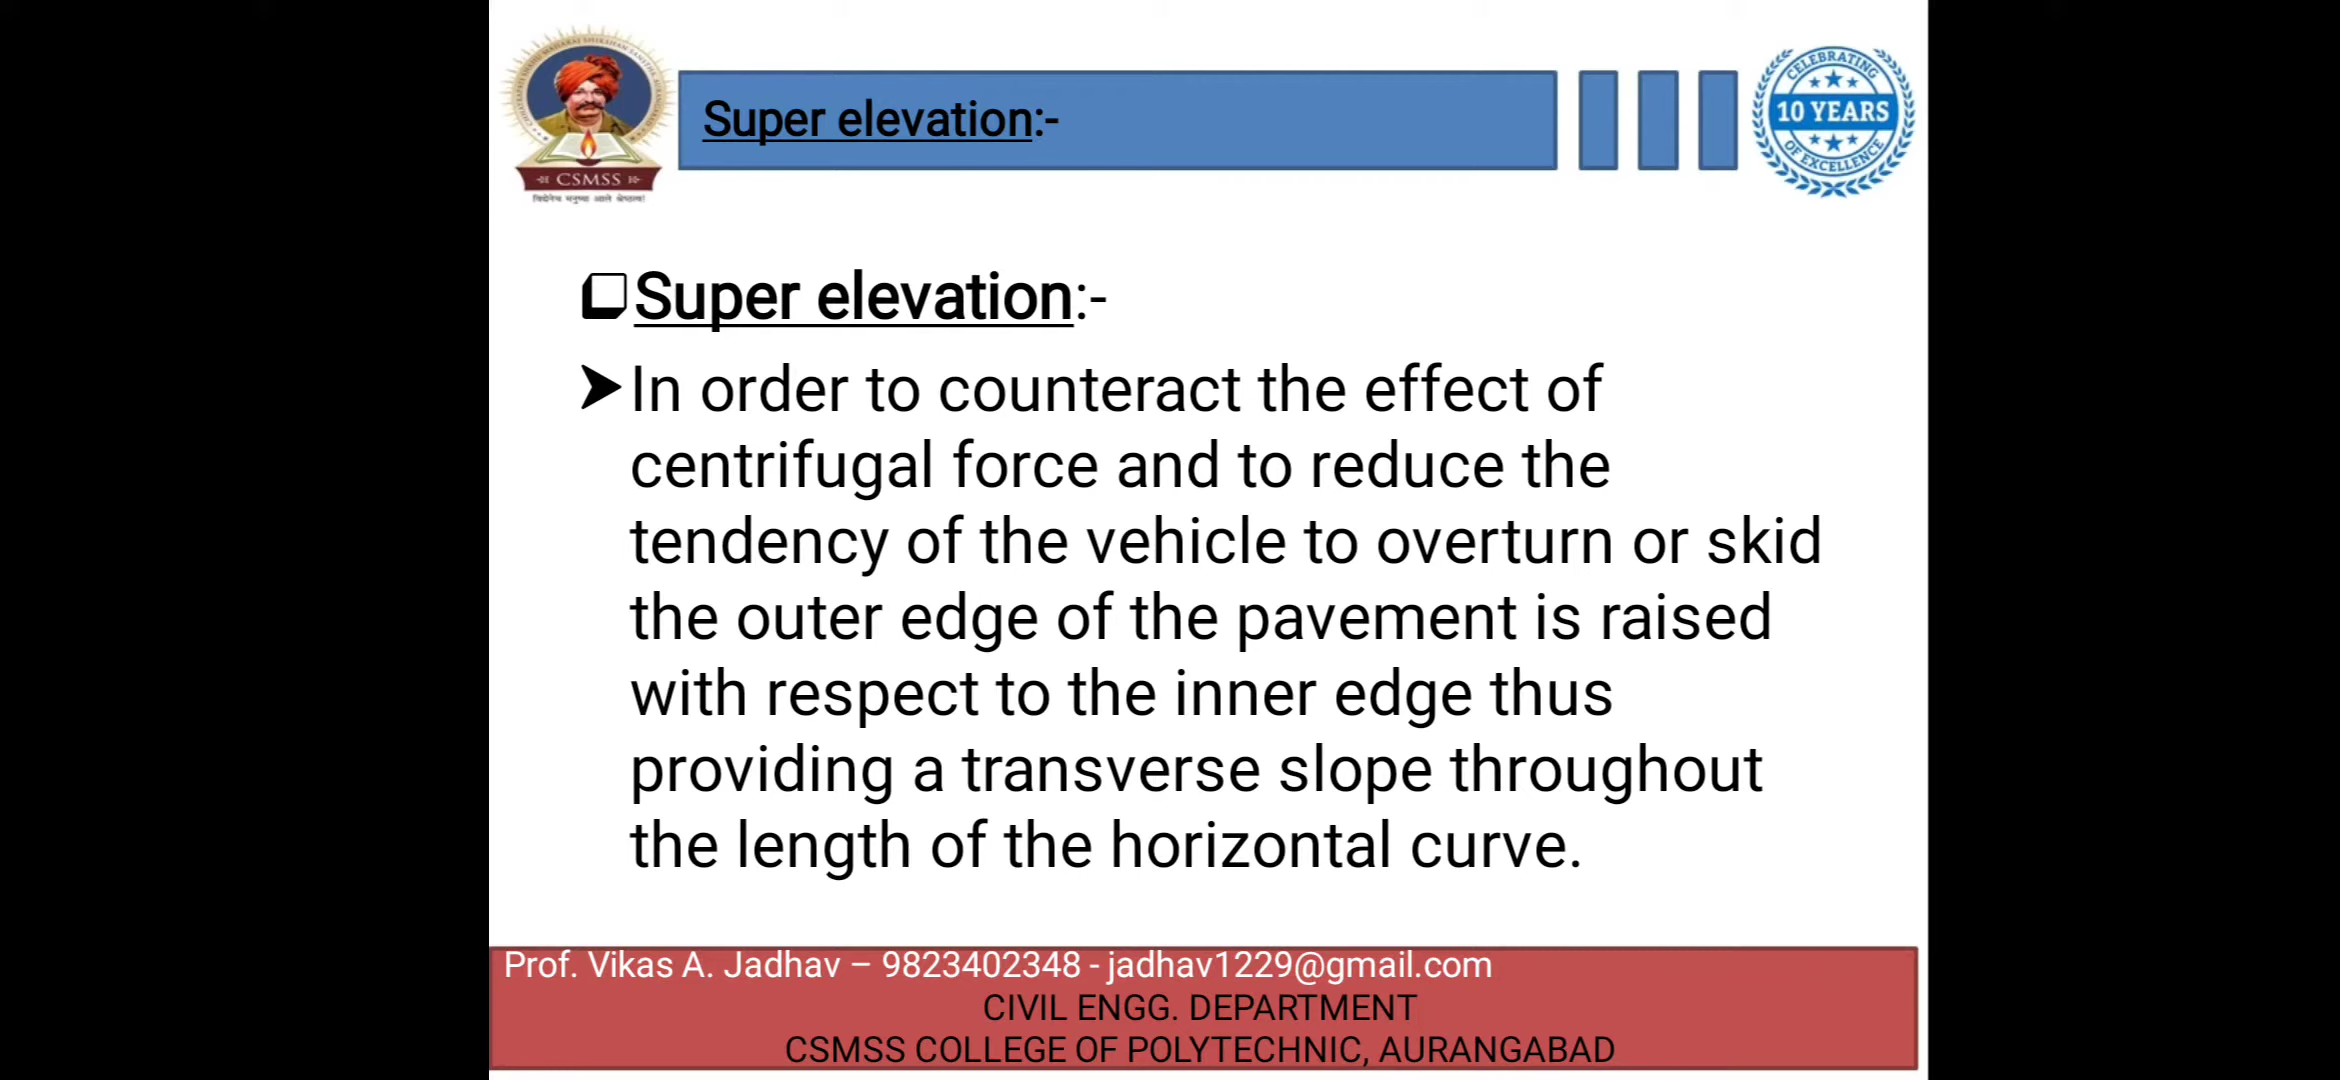 Super elevation:-
CSMSS
CELEBRATING
10 YEARS
OF EXCELLENCE
Super elevation:-
In order to counteract the effect of
centrifugal force and to reduce the
tendency of the vehicle to overturn or skid
the outer edge of the pavement is raised
with respect to the inner edge thus
providing a transverse slope throughout
the length of the horizontal curve.
Prof. Vikas A. Jadhav – 9823402348 - jadhav1229@gmail.com
CIVIL ENGG. DEPARTMENT
CSMSS COLLEGE OF POLYTECHNIC, AURANGABAD